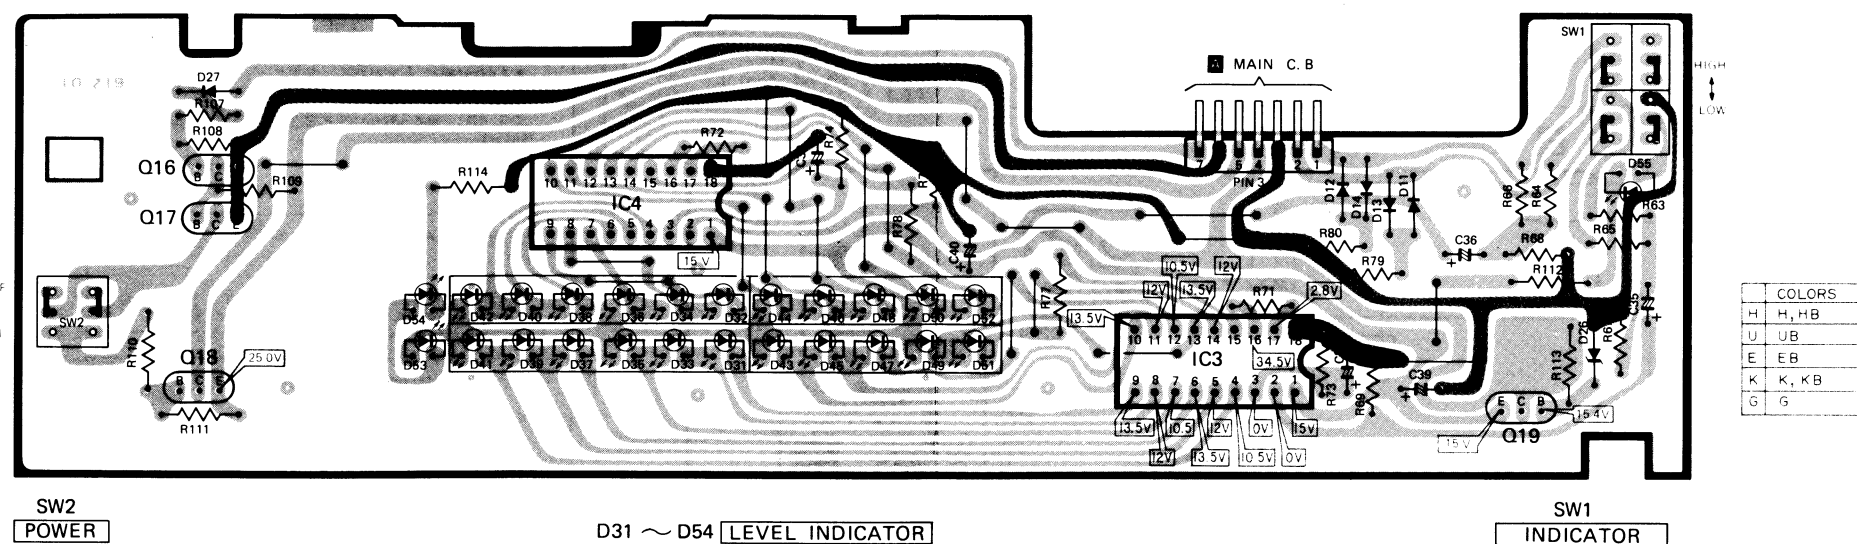 SW1
MAIN C. B
HIGH
LOW
D27
R107
R108
R72
R114
Q16
R109
10 11 12 13 14 15 16 17 18
IC4
7 5 4 2 1
PIN 3
D12
D14
D13
D11
R66
R64
D55
R63
Q17
B C E
9 8 7 6 5 4 3 2 1
15 V
R78
C40
R80
C36
R68
R65
R79
R112
10.5V 12V
12V 13.5V
R71
2.8V
R77
13.5V
SW2
D54 D42 D40 D38 D36 D34 D32 D44 D46 D48 D50 D52
C35
R110
Q18
25.0V
D53 D41 D39 D37 D35 D33 D31 D43 D45 D47 D49 D51
10 11 12 13 14 15 16 17 18
IC3
34.5V
D26
R113
B C E
R111
9 8 7 6 5 4 3 2 1
R73
R69
C39
13.5V 10.5 12V 0V 15V
12V 13.5V 10.5V 0V
E C B
15.4V
15 V
Q19
COLORS
H H, HB
U UB
E EB
K K, KB
G G
SW2
POWER
D31 ~ D54 LEVEL INDICATOR
SW1
INDICATOR